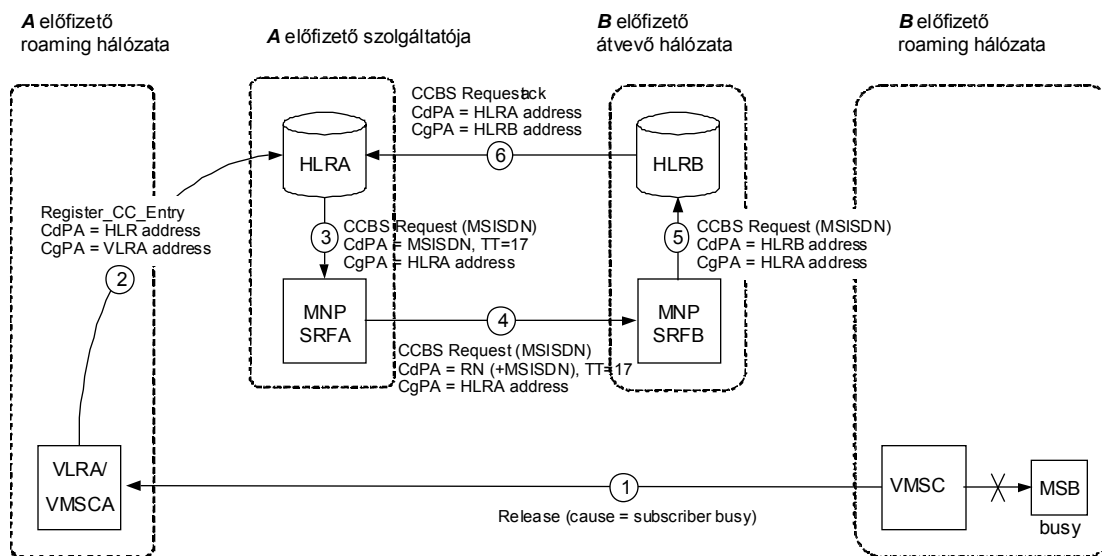 A előfizető
roaming hálózata
A előfizető szolgáltatója
B előfizető
átvevő hálózata
B előfizető
roaming hálózata
CCBS Requestack
CdPA = HLRA address
CgPA = HLRB address
HLRA
6
HLRB
Register_CC_Entry
CdPA = HLR address
CgPA = VLRA address
2
CCBS Request (MSISDN)
3
CdPA = MSISDN, TT=17
CgPA = HLRA address
CCBS Request (MSISDN)
5
CdPA = HLRB address
CgPA = HLRA address
MNP
SRFA
4
MNP
SRFB
CCBS Request (MSISDN)
CdPA = RN (+MSISDN), TT=17
CgPA = HLRA address
VLRA/
VMSCA
1
Release (cause = subscriber busy)
VMSC
MSB
busy